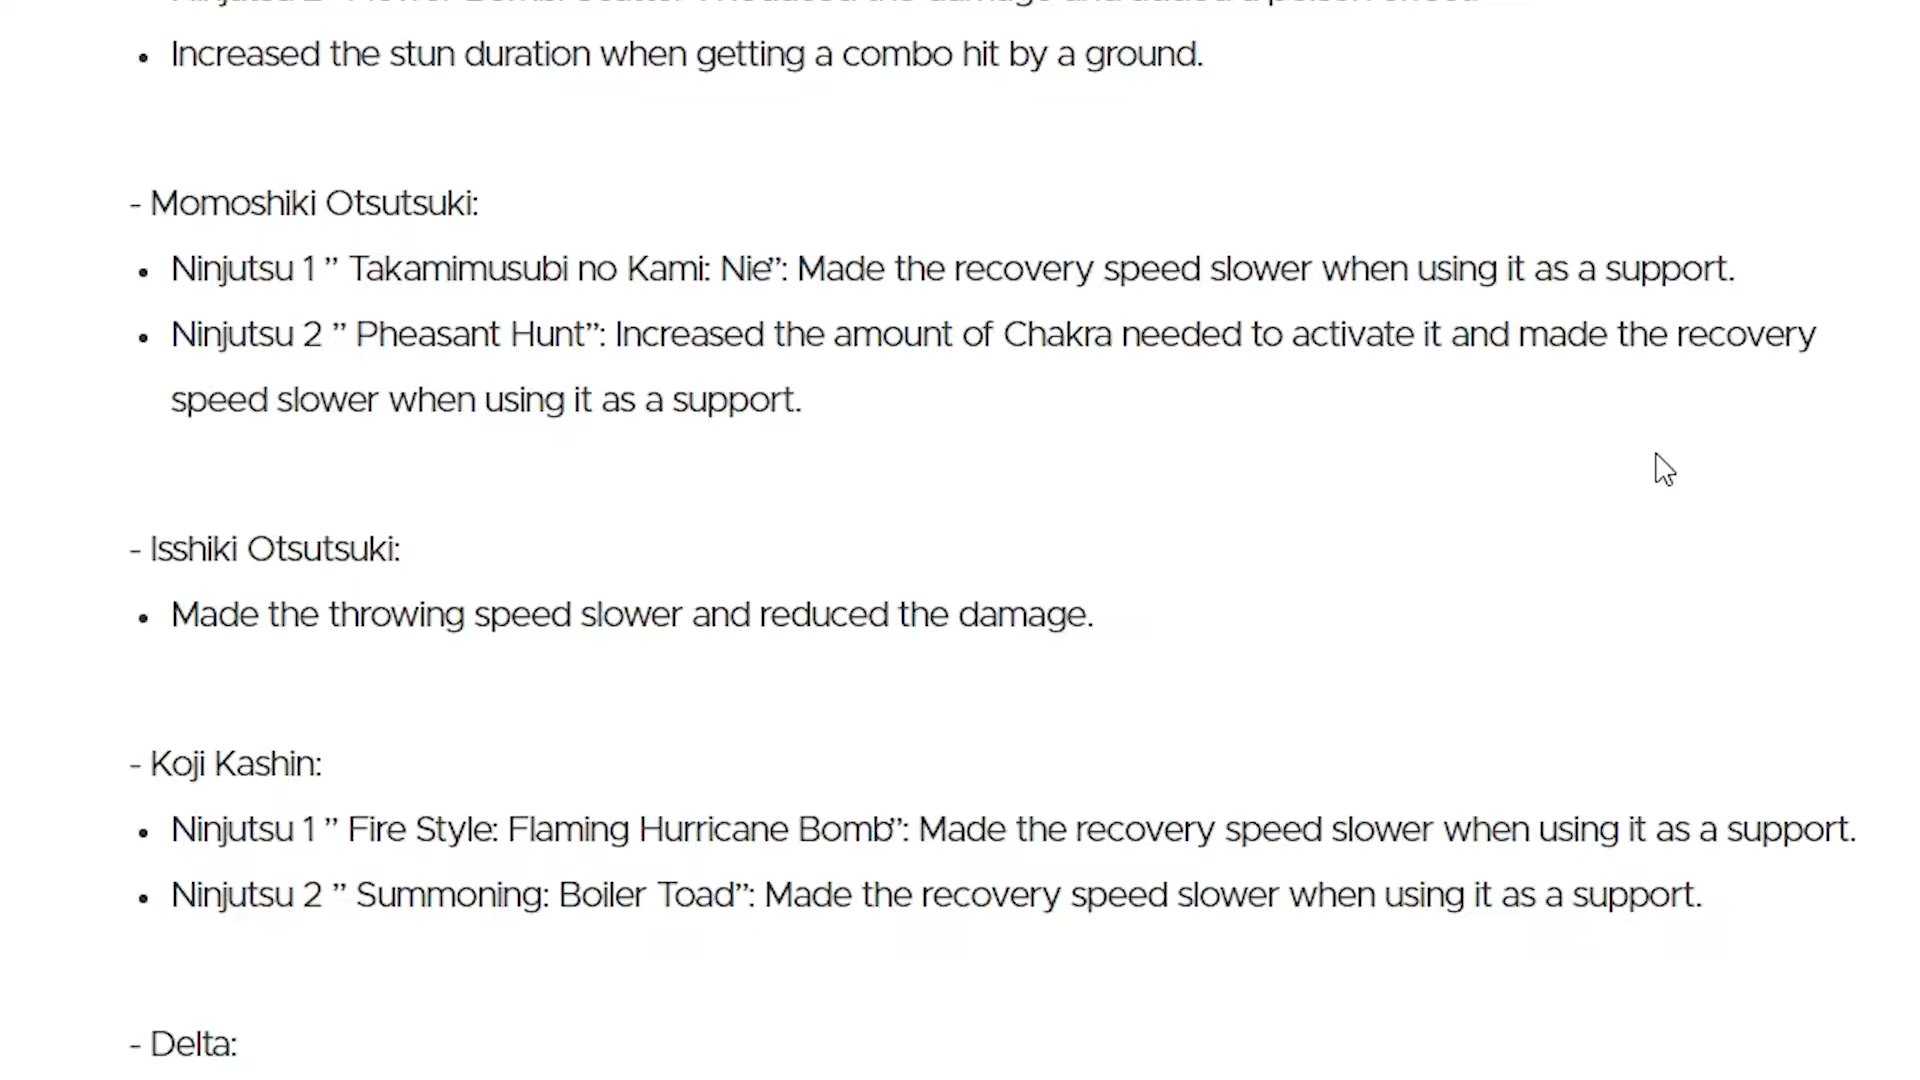 • Increased the stun duration when getting a combo hit by a ground.
- Momoshiki Otsutsuki:
• Ninjutsu 1 ” Takamimusubi no Kami: Nie”: Made the recovery speed slower when using it as a support.
• Ninjutsu 2 ” Pheasant Hunt”: Increased the amount of Chakra needed to activate it and made the recovery
speed slower when using it as a support.
- Isshiki Otsutsuki:
• Made the throwing speed slower and reduced the damage.
- Koji Kashin:
• Ninjutsu 1 ” Fire Style: Flaming Hurricane Bomb”: Made the recovery speed slower when using it as a support.
• Ninjutsu 2 ” Summoning: Boiler Toad”: Made the recovery speed slower when using it as a support.
- Delta: